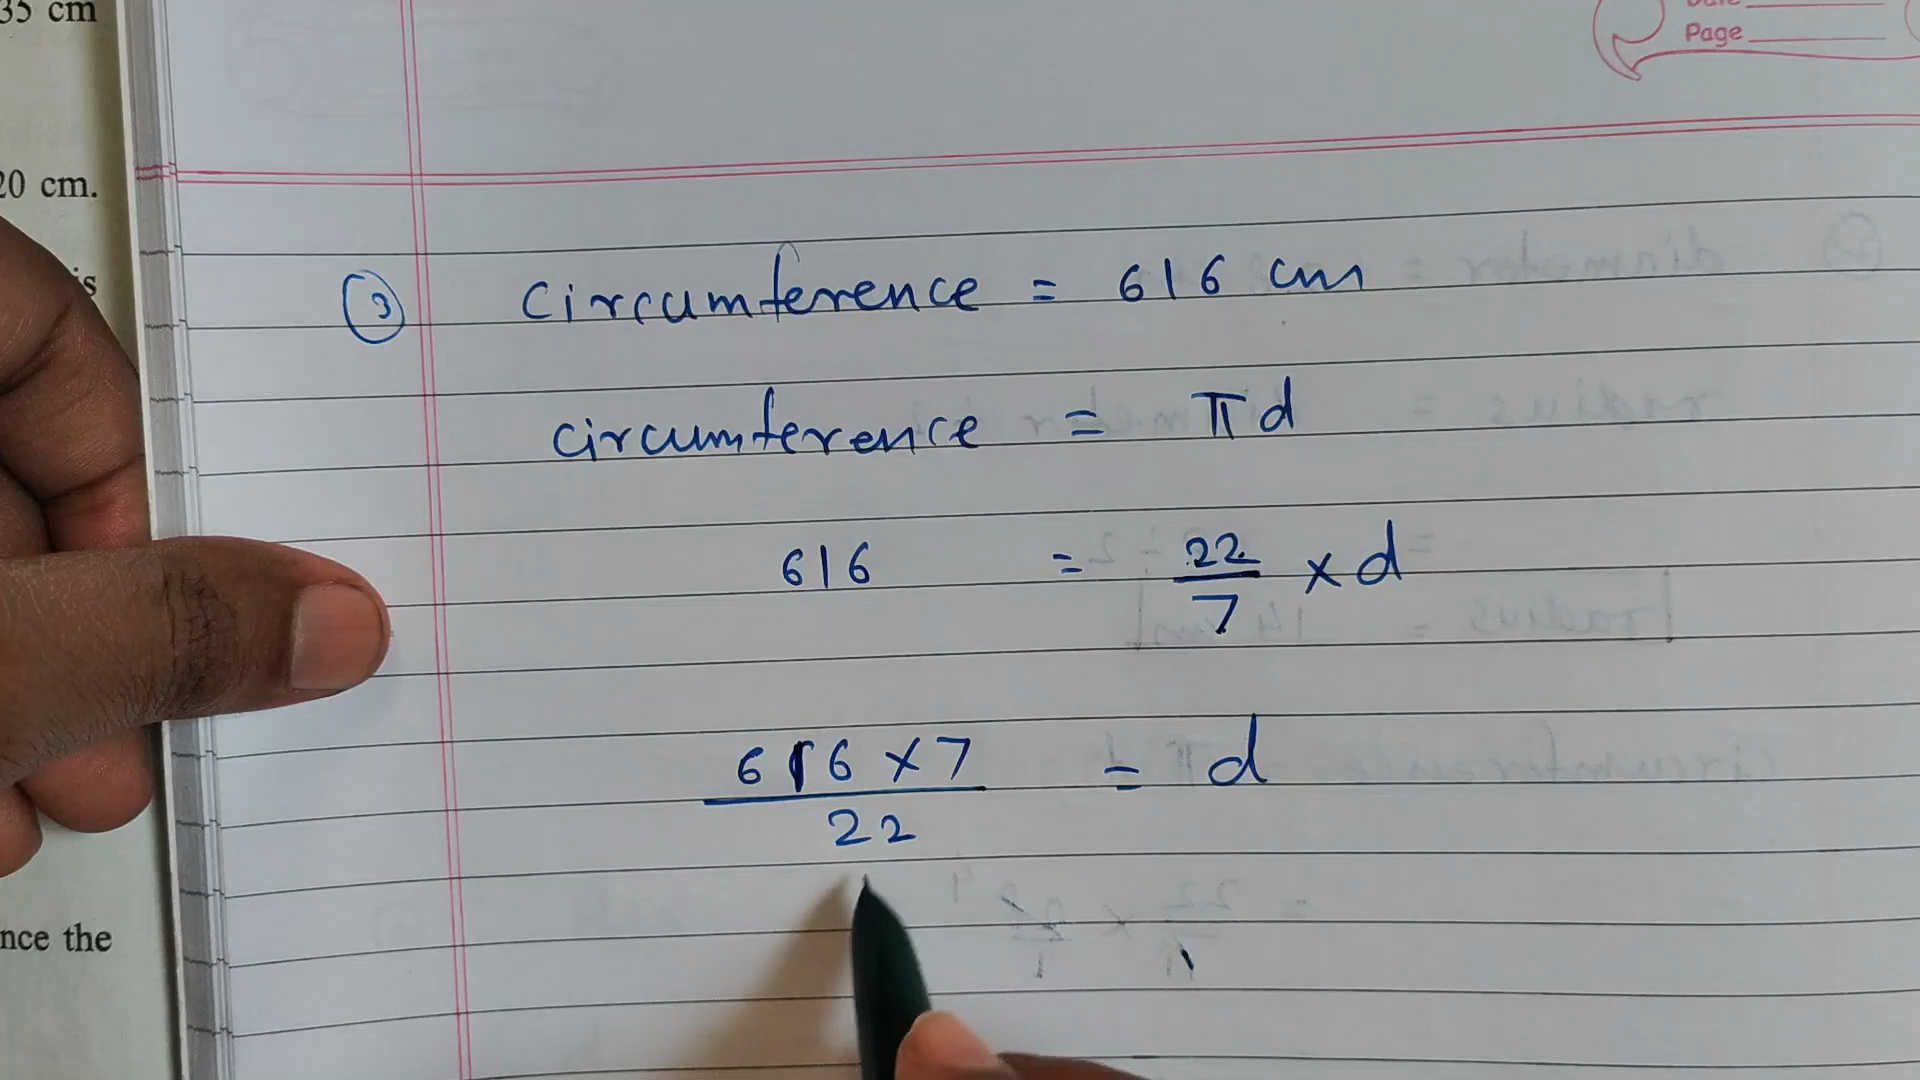 35 cm
Page
20 cm.
is
③ Circumference = 616 cm
circumference = πd
616 = 22/7 × d
616 × 7 / 22 = d
nce the